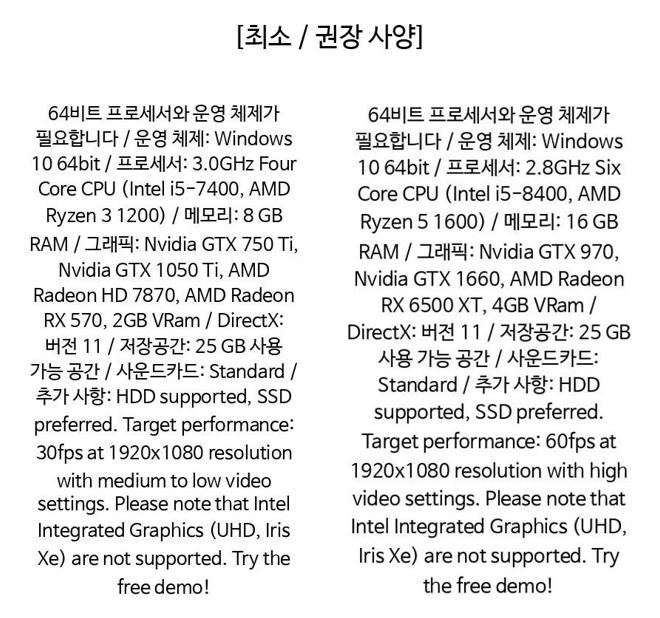 [최소 / 권장 사양]
64비트 프로세서와 운영 체제가
필요합니다 / 운영 체제: Windows
10 64bit / 프로세서: 3.0GHz Four
Core CPU (Intel i5-7400, AMD
Ryzen 3 1200) / 메모리: 8 GB
RAM / 그래픽: Nvidia GTX 750 Ti,
Nvidia GTX 1050 Ti, AMD
Radeon HD 7870, AMD Radeon
RX 570, 2GB VRam / DirectX:
버전 11 / 저장공간: 25 GB 사용
가능 공간 / 사운드카드: Standard /
추가 사항: HDD supported, SSD
preferred. Target performance:
30fps at 1920x1080 resolution
with medium to low video
settings. Please note that Intel
Integrated Graphics (UHD, Iris
Xe) are not supported. Try the
free demo!
64비트 프로세서와 운영 체제가
필요합니다 / 운영 체제: Windows
10 64bit / 프로세서: 2.8GHz Six
Core CPU (Intel i5-8400, AMD
Ryzen 5 1600) / 메모리: 16 GB
RAM / 그래픽: Nvidia GTX 970,
Nvidia GTX 1660, AMD Radeon
RX 6500 XT, 4GB VRam /
DirectX: 버전 11 / 저장공간: 25 GB
사용 가능 공간 / 사운드카드:
Standard / 추가 사항: HDD
supported, SSD preferred.
Target performance: 60fps at
1920x1080 resolution with high
video settings. Please note that
Intel Integrated Graphics (UHD,
Iris Xe) are not supported. Try
the free demo!